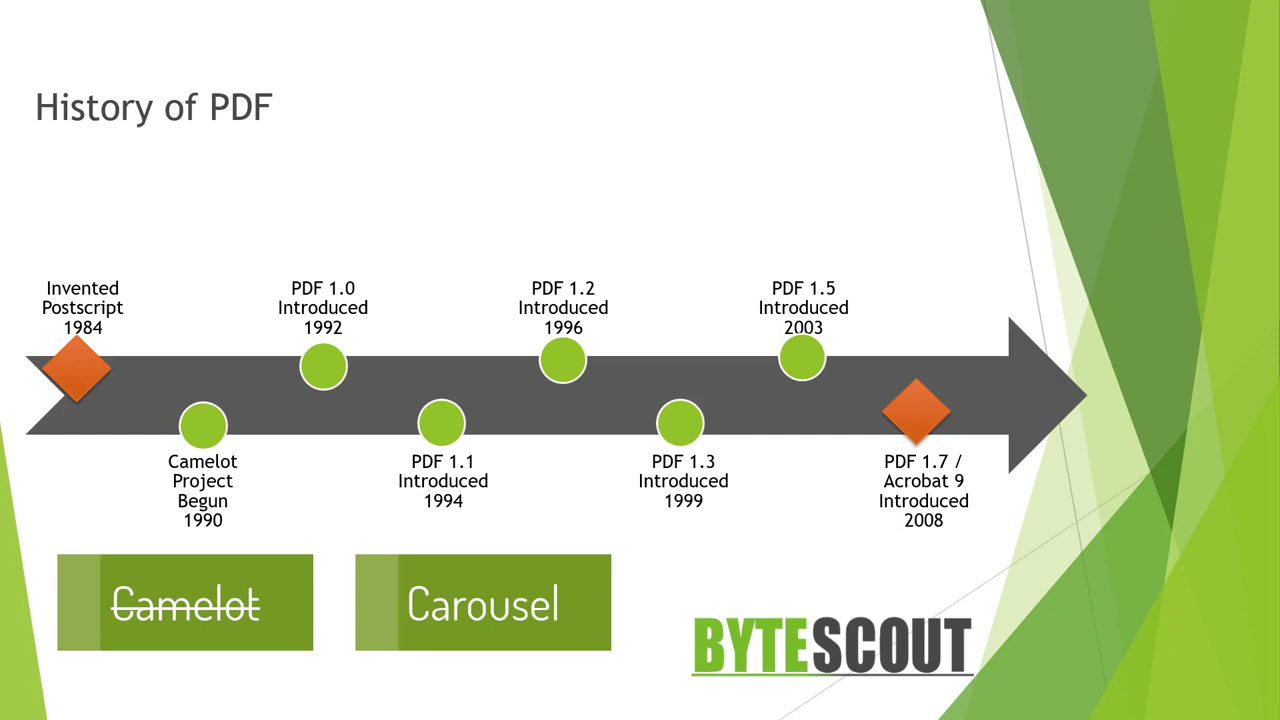 History of PDF
Invented
Postscript
1984
PDF 1.0
Introduced
1992
PDF 1.2
Introduced
1996
PDF 1.5
Introduced
2003
Camelot
Project
Begun
1990
PDF 1.1
Introduced
1994
PDF 1.3
Introduced
1999
PDF 1.7 /
Acrobat 9
Introduced
2008
Camelot
Carousel
BYTESCOUT